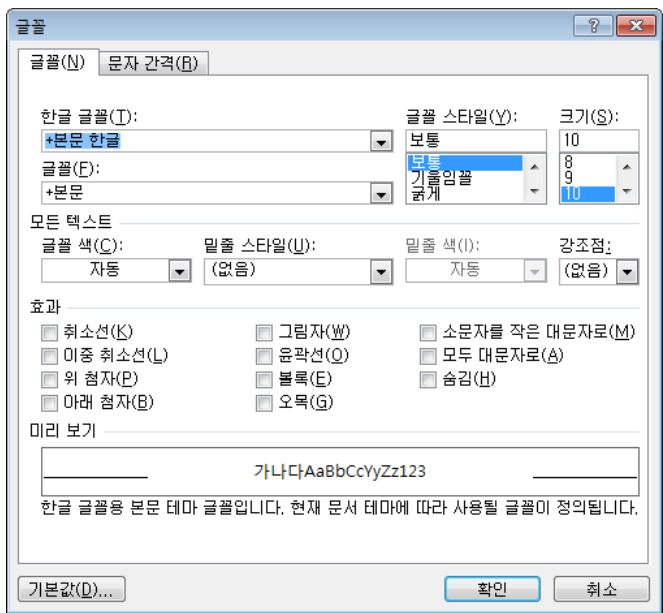 글꼴
글꼴(N) 문자 간격(R)
한글 글꼴(T): 글꼴 스타일(Y): 크기(S):
+본문 한글 보통 10
보통 8
글꼴(F): 기울임꼴 9
+본문 굵게 10
모든 텍스트
글꼴 색(C): 밑줄 스타일(U): 밑줄 색(I): 강조점:
자동 (없음) 자동 (없음)
효과
취소선(K) 그림자(W) 소문자를 작은 대문자로(M)
이중 취소선(L) 윤곽선(O) 모두 대문자로(A)
위 첨자(P) 볼록(E) 숨김(H)
아래 첨자(B) 오목(G)
미리 보기
가나다AaBbCcYyZz123
한글 글꼴용 본문 테마 글꼴입니다. 현재 문서 테마에 따라 사용될 글꼴이 정의됩니다.
기본값(D)... 확인 취소